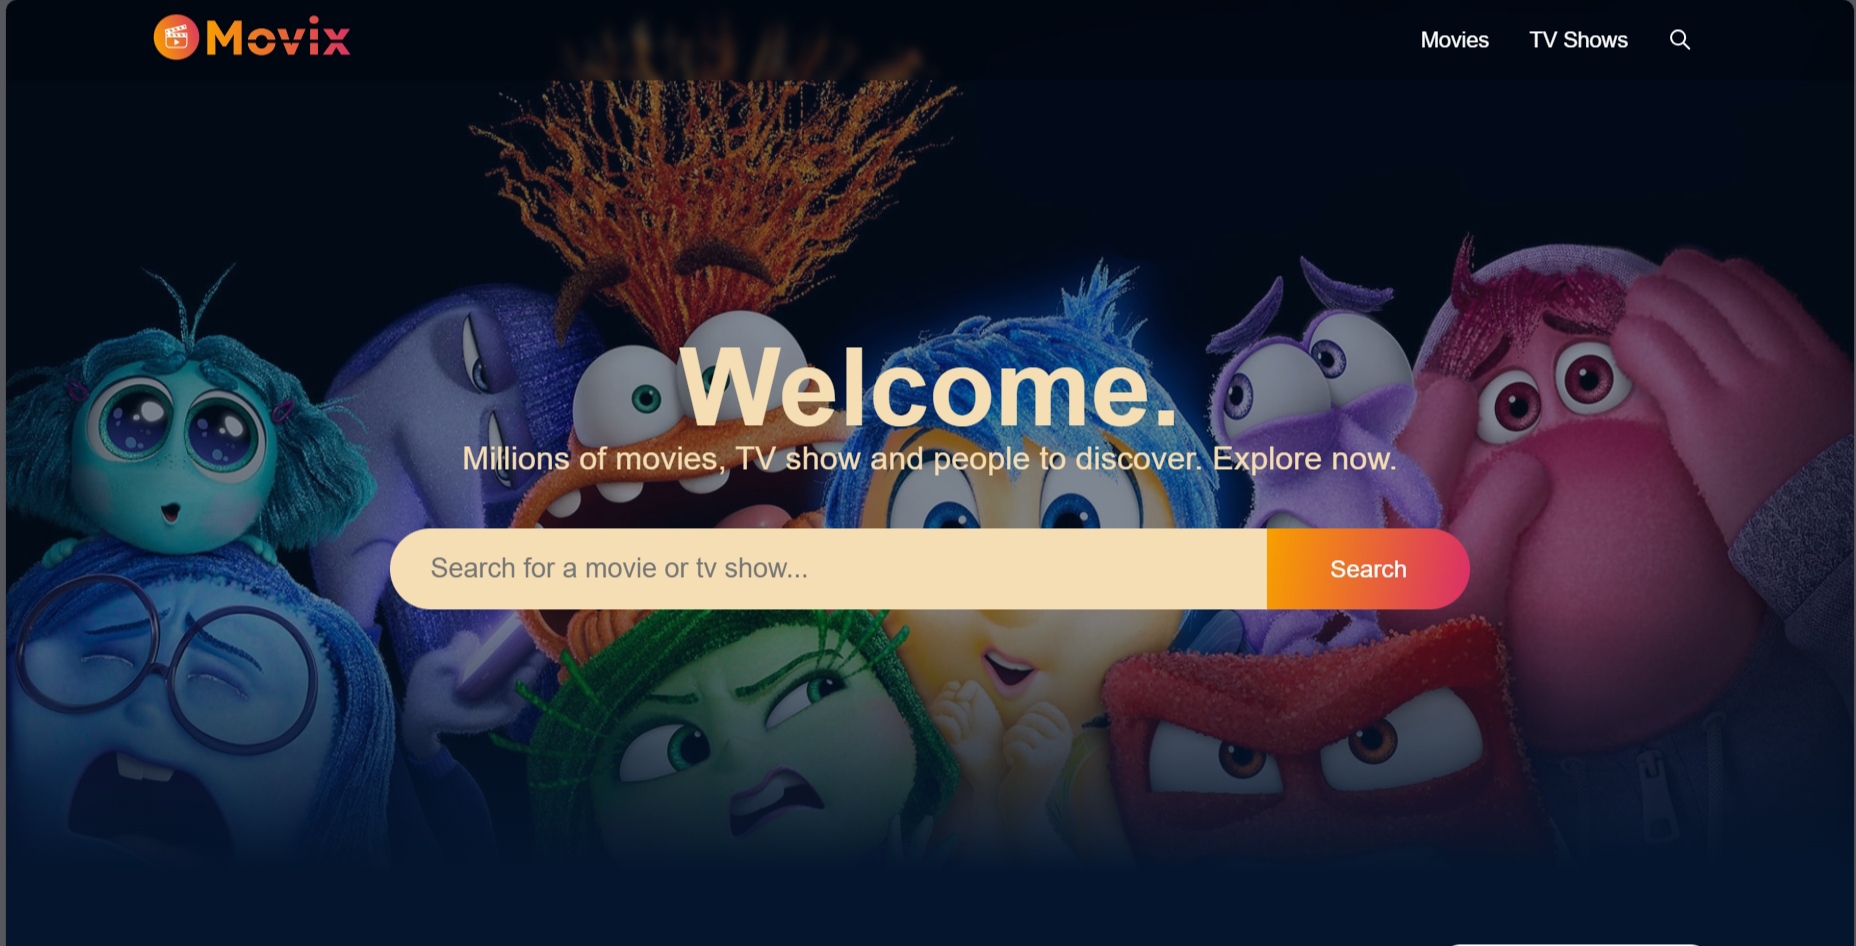 Movix
Movies
TV Shows
Welcome.
Millions of movies, TV show and people to discover. Explore now.
Search for a movie or tv show...
Search